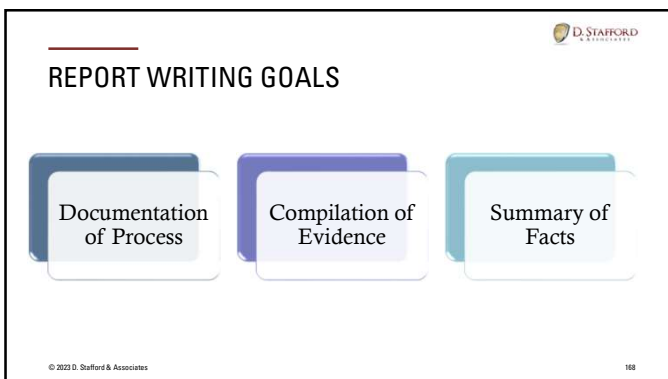 D. STAFFORD
& ASSOCIATES
REPORT WRITING GOALS
Documentation
of Process
Compilation of
Evidence
Summary of
Facts
© 2023 D. Stafford & Associates
168